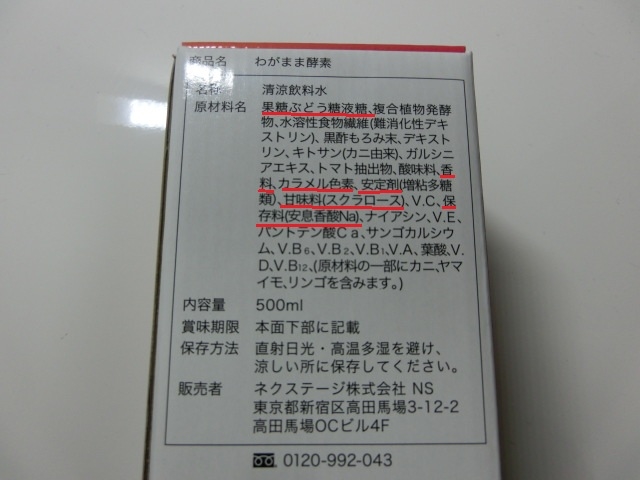 商品名 わがまま酵素
名称 清涼飲料水
原材料名 果糖ぶどう糖液糖、複合植物発酵
物、水溶性食物繊維(難消化性デキ
ストリン)、黒酢もろみ末、デキスト
リン、キトサン(カニ由来)、ガルシニ
アエキス、トマト抽出物、酸味料、香
料、カラメル色素、安定剤(増粘多糖
類)、甘味料(スクラロース)、V.C、保
存料(安息香酸Na)、ナイアシン、V.E、
パントテン酸Ca、サンゴカルシウ
ム、V.B6、V.B2、V.B1、V.A、葉酸、V.
D、V.B12、(原材料の一部にカニ、ヤマ
イモ、リンゴを含みます。)
内容量 500ml
賞味期限 本面下部に記載
保存方法 直射日光・高温多湿を避け、
涼しい所に保存してください。
販売者 ネクステージ株式会社 NS
東京都新宿区高田馬場3-12-2
高田馬場OCビル4F
0120-992-043